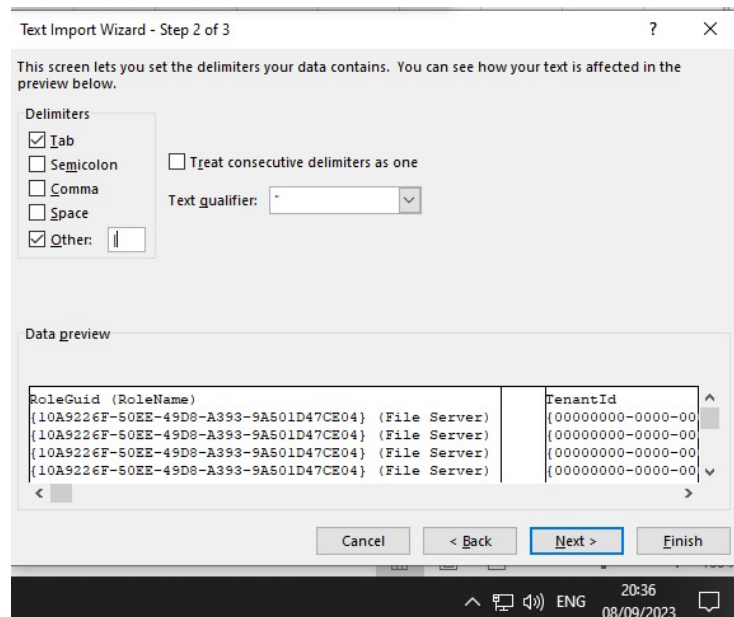 Text Import Wizard - Step 2 of 3 ? ×
This screen lets you set the delimiters your data contains. You can see how your text is affected in the
preview below.
Delimiters
Tab
Semicolon
Comma
Space
Other: |
Treat consecutive delimiters as one
Text qualifier: "
Data preview
RoleGuid (RoleName) TenantId
{10A9226F-50EE-49D8-A393-9A501D47CE04} (File Server) {00000000-0000-00
{10A9226F-50EE-49D8-A393-9A501D47CE04} (File Server) {00000000-0000-00
{10A9226F-50EE-49D8-A393-9A501D47CE04} (File Server) {00000000-0000-00
{10A9226F-50EE-49D8-A393-9A501D47CE04} (File Server) {00000000-0000-00
Cancel < Back Next > Finish
ENG 20:36
08/09/2023